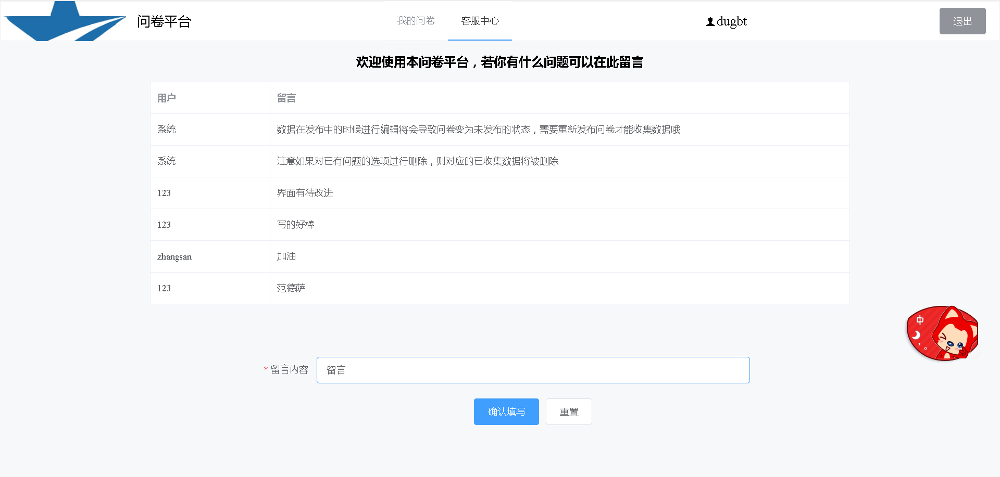 问卷平台
我的问卷 客服中心
dugbt
退出
欢迎使用本问卷平台，若你有什么问题可以在此留言
用户 留言
系统 数据在发布中的时候进行编辑将会导致问卷变为未发布的状态，需要重新发布问卷才能收集数据哦
系统 注意如果对已有问题的选项进行删除，则对应的已收集数据将被删除
123 界面有待改进
123 写的好棒
zhangsan 加油
123 范德萨
中
，。
* 留言内容 留言
确认填写 重置